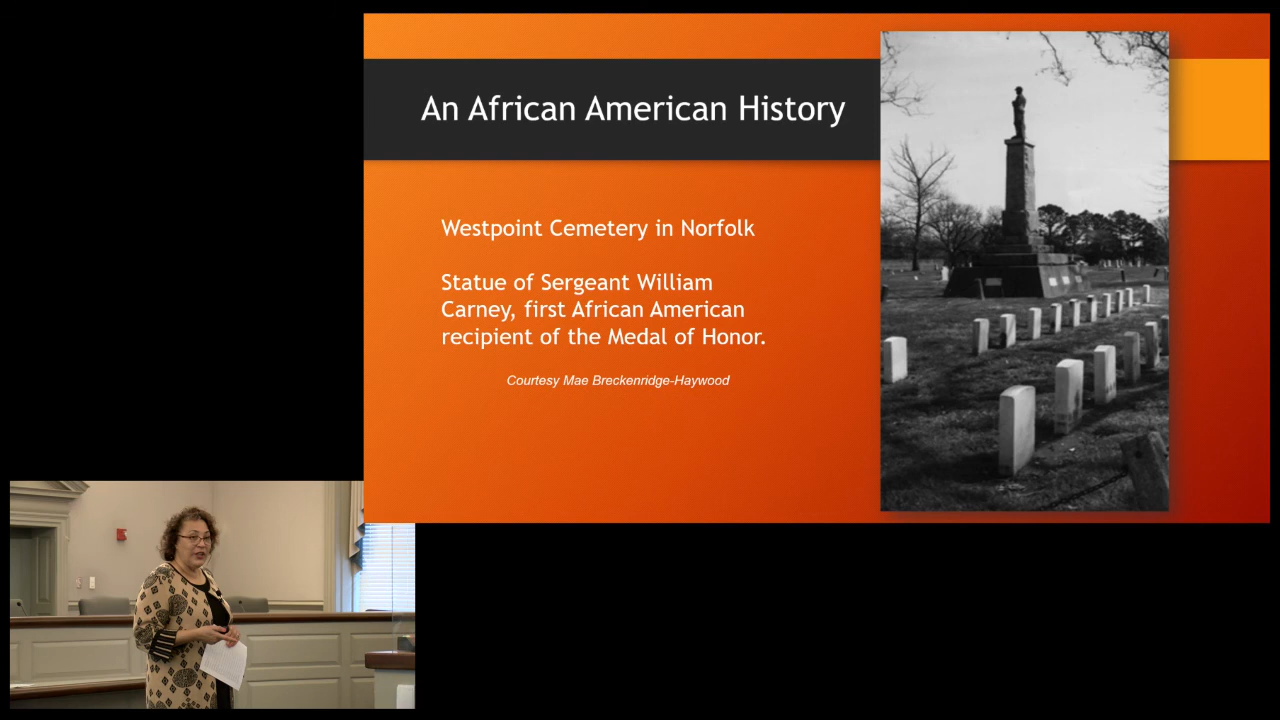 An African American History
Westpoint Cemetery in Norfolk
Statue of Sergeant William
Carney, first African American
recipient of the Medal of Honor.
Courtesy Mae Breckenridge-Haywood